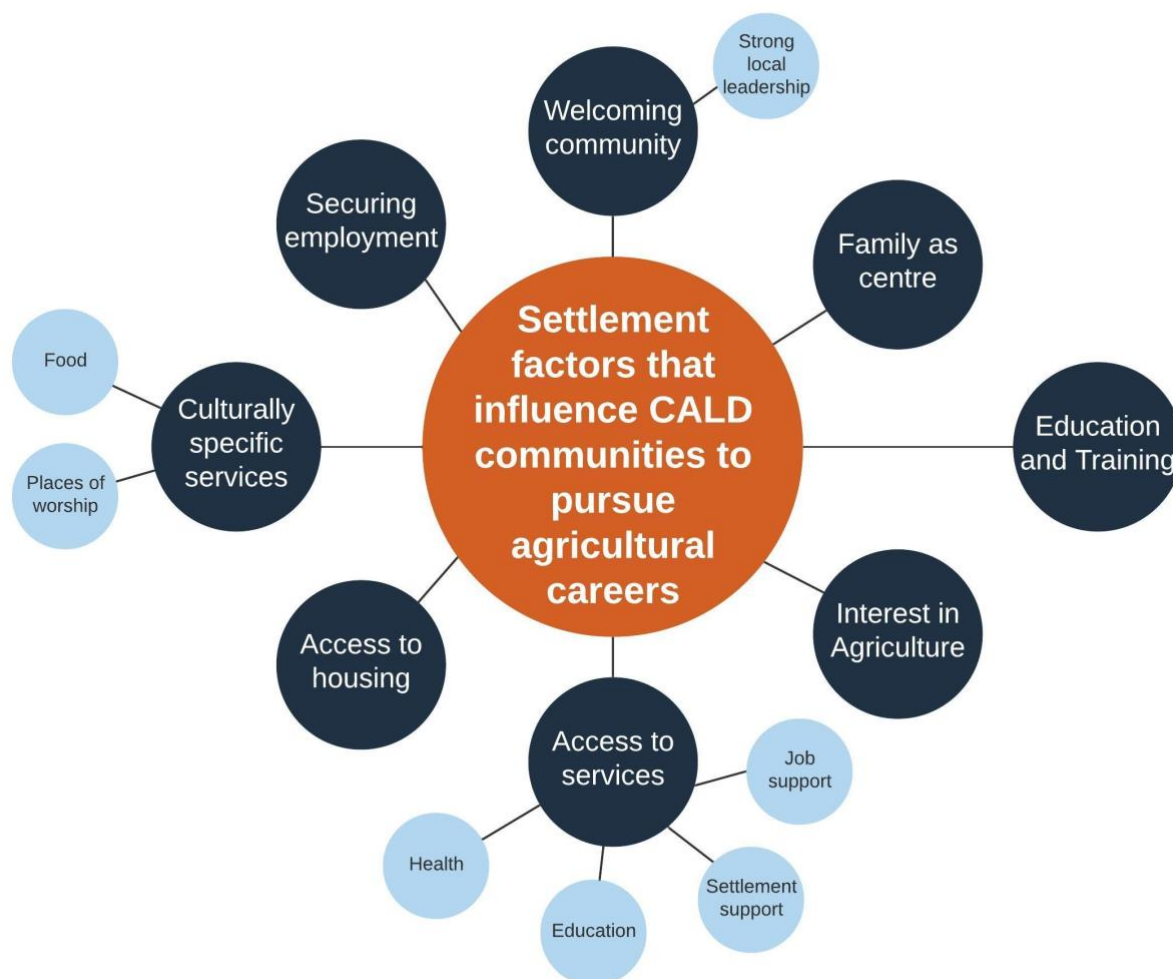 Strong
local
leadership
Welcoming
community
Securing
employment
Family as
centre
Settlement
factors that
influence CALD
communities to
pursue
agricultural
careers
Food
Culturally
specific
services
Places of
worship
Education
and Training
Access to
housing
Interest in
Agriculture
Access to
services
Job
support
Health
Settlement
support
Education